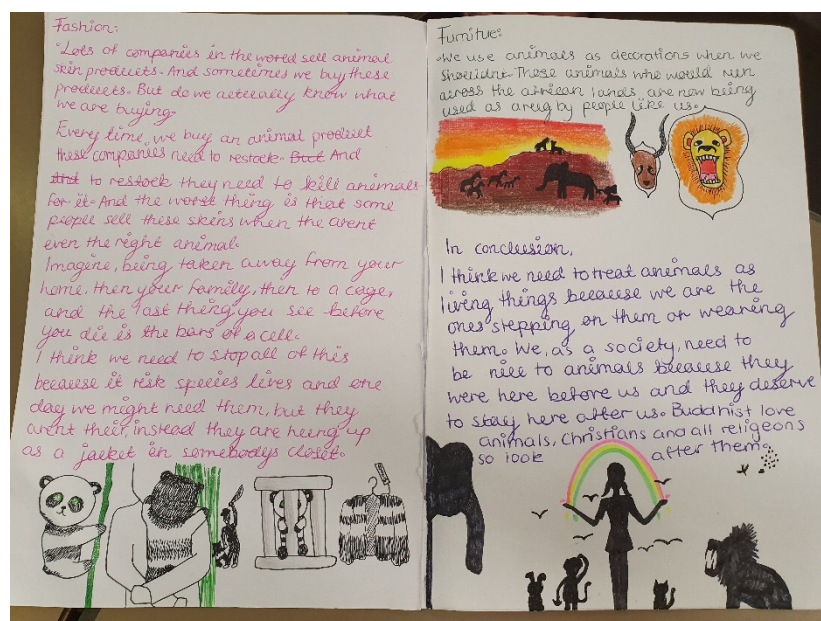 Fashion:
Lots of companies in the world sell animal
skin products. And sometimes we buy these
products. But do we actually know what
we are buying.
Every time, we buy an animal product
these companies need to restock. But And
And to restock they need to kill animals
for it. And the worst thing is that some
people sell these skins when the arent
even the right animal.
Imagine, being taken away from your
home, then your family, then to a cage,
and the last thing you see before
you die is the bars of a cell.
I think we need to stop all of this
because it risk species lives and one
day we might need them, but they
arent their, instead they are heing up
as a jacket in somebodys closet.
Furnitue:
We use animals as decorations when we
shouldnt. These animals who would run
across the african lands are now being
used as a rug by people like us.
In conclusion,
I think we need to treat animals as
living things because we are the
ones stepping on them or wearing
them. We, as a society, need to
be nice to animals because they
were here before us and they deserve
to stay here after us. Buddhist love
animals, Christians and all religeons
so look after them.